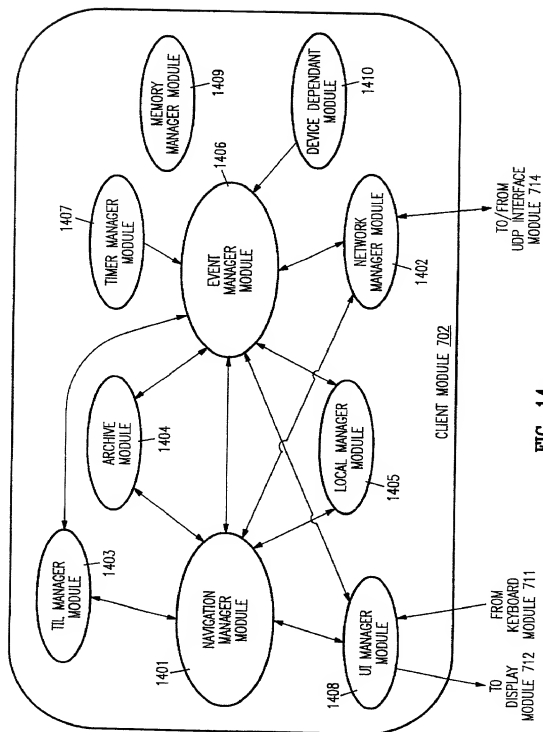 MEMORY
MANAGER MODULE
1409
DEVICE DEPENDANT
MODULE
1410
1406
1407
TIMER MANAGER
MODULE
EVENT
MANAGER
MODULE
NETWORK
MANAGER MODULE
1402
TO/FROM
UDP INTERFACE
MODULE 714
ARCHIVE
MODULE
1404
LOCAL MANAGER
MODULE
1405
CLIENT MODULE 702
TIL MANAGER
MODULE
1403
NAVIGATION
MANAGER
MODULE
1401
UI MANAGER
MODULE
1408
FROM
KEYBOARD
MODULE 711
TO
DISPLAY
MODULE 712
FIG. 14